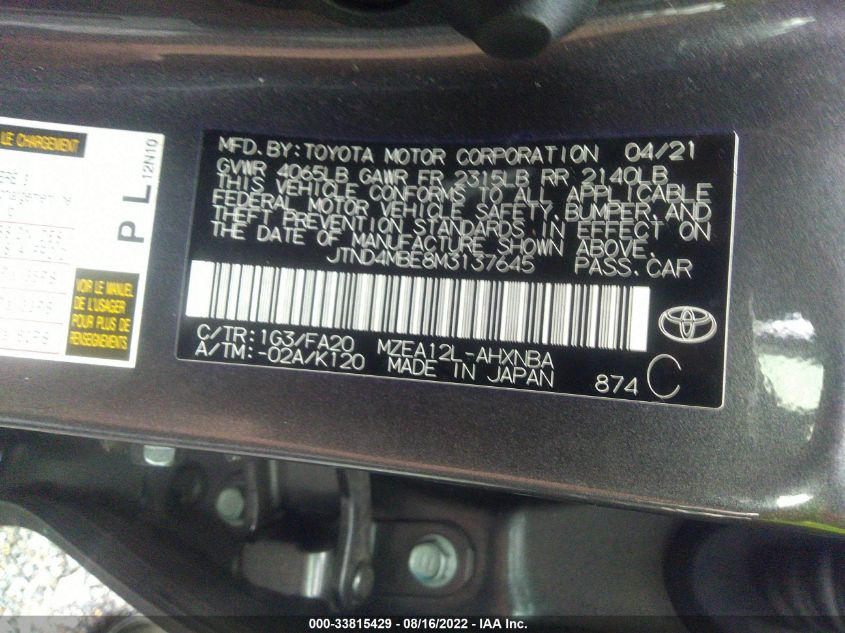 LE CHARGEMENT
P L 12N10
VOIR LE MANUEL
DE L'USAGER
POUR PLUS DE
RENSEIGNEMENTS
MFD. BY: TOYOTA MOTOR CORPORATION 04/21
GVWR 4065LB GAWR FR 2315LB RR 2140LB
THIS VEHICLE CONFORMS TO ALL APPLICABLE
FEDERAL MOTOR VEHICLE SAFETY, BUMPER, AND
THEFT PREVENTION STANDARDS IN EFFECT ON
THE DATE OF MANUFACTURE SHOWN ABOVE.
JTND4MBE8M3137645 PASS. CAR
C/TR: 1G3/FA20 MZEA12L-AHXNBA
A/TM: -02A/K120 MADE IN JAPAN 874 C
000-33815429 - 08/16/2022 - IAA Inc.